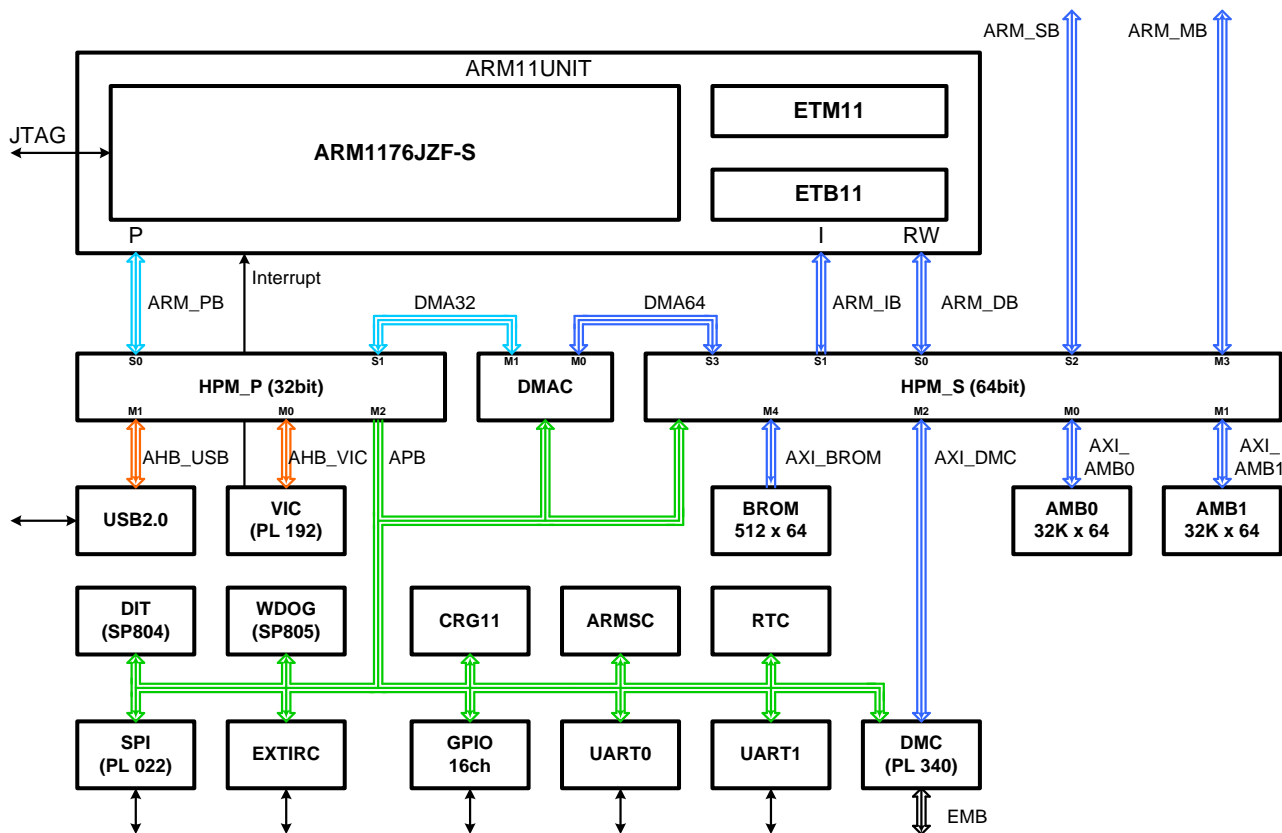 ARM_SB
ARM_MB
ARM11UNIT
ARM1176JZF-S
ETM11
ETB11
JTAG
P
I
RW
Interrupt
ARM_PB
DMA32
DMA64
ARM_IB
ARM_DB
S0
S1
M1
M0
S3
S1
S0
S2
M3
HPM_P (32bit)
DMAC
HPM_S (64bit)
M1
M0
M2
M4
M2
M0
M1
AHB_USB
AHB_VIC
APB
AXI_BROM
AXI_DMC
AXI_
AMB0
AXI_
AMB1
USB2.0
VIC
(PL 192)
BROM
512 x 64
AMB0
32K x 64
AMB1
32K x 64
DIT
(SP804)
WDOG
(SP805)
CRG11
ARMSC
RTC
SPI
(PL 022)
EXTIRC
GPIO
16ch
UART0
UART1
DMC
(PL 340)
EMB